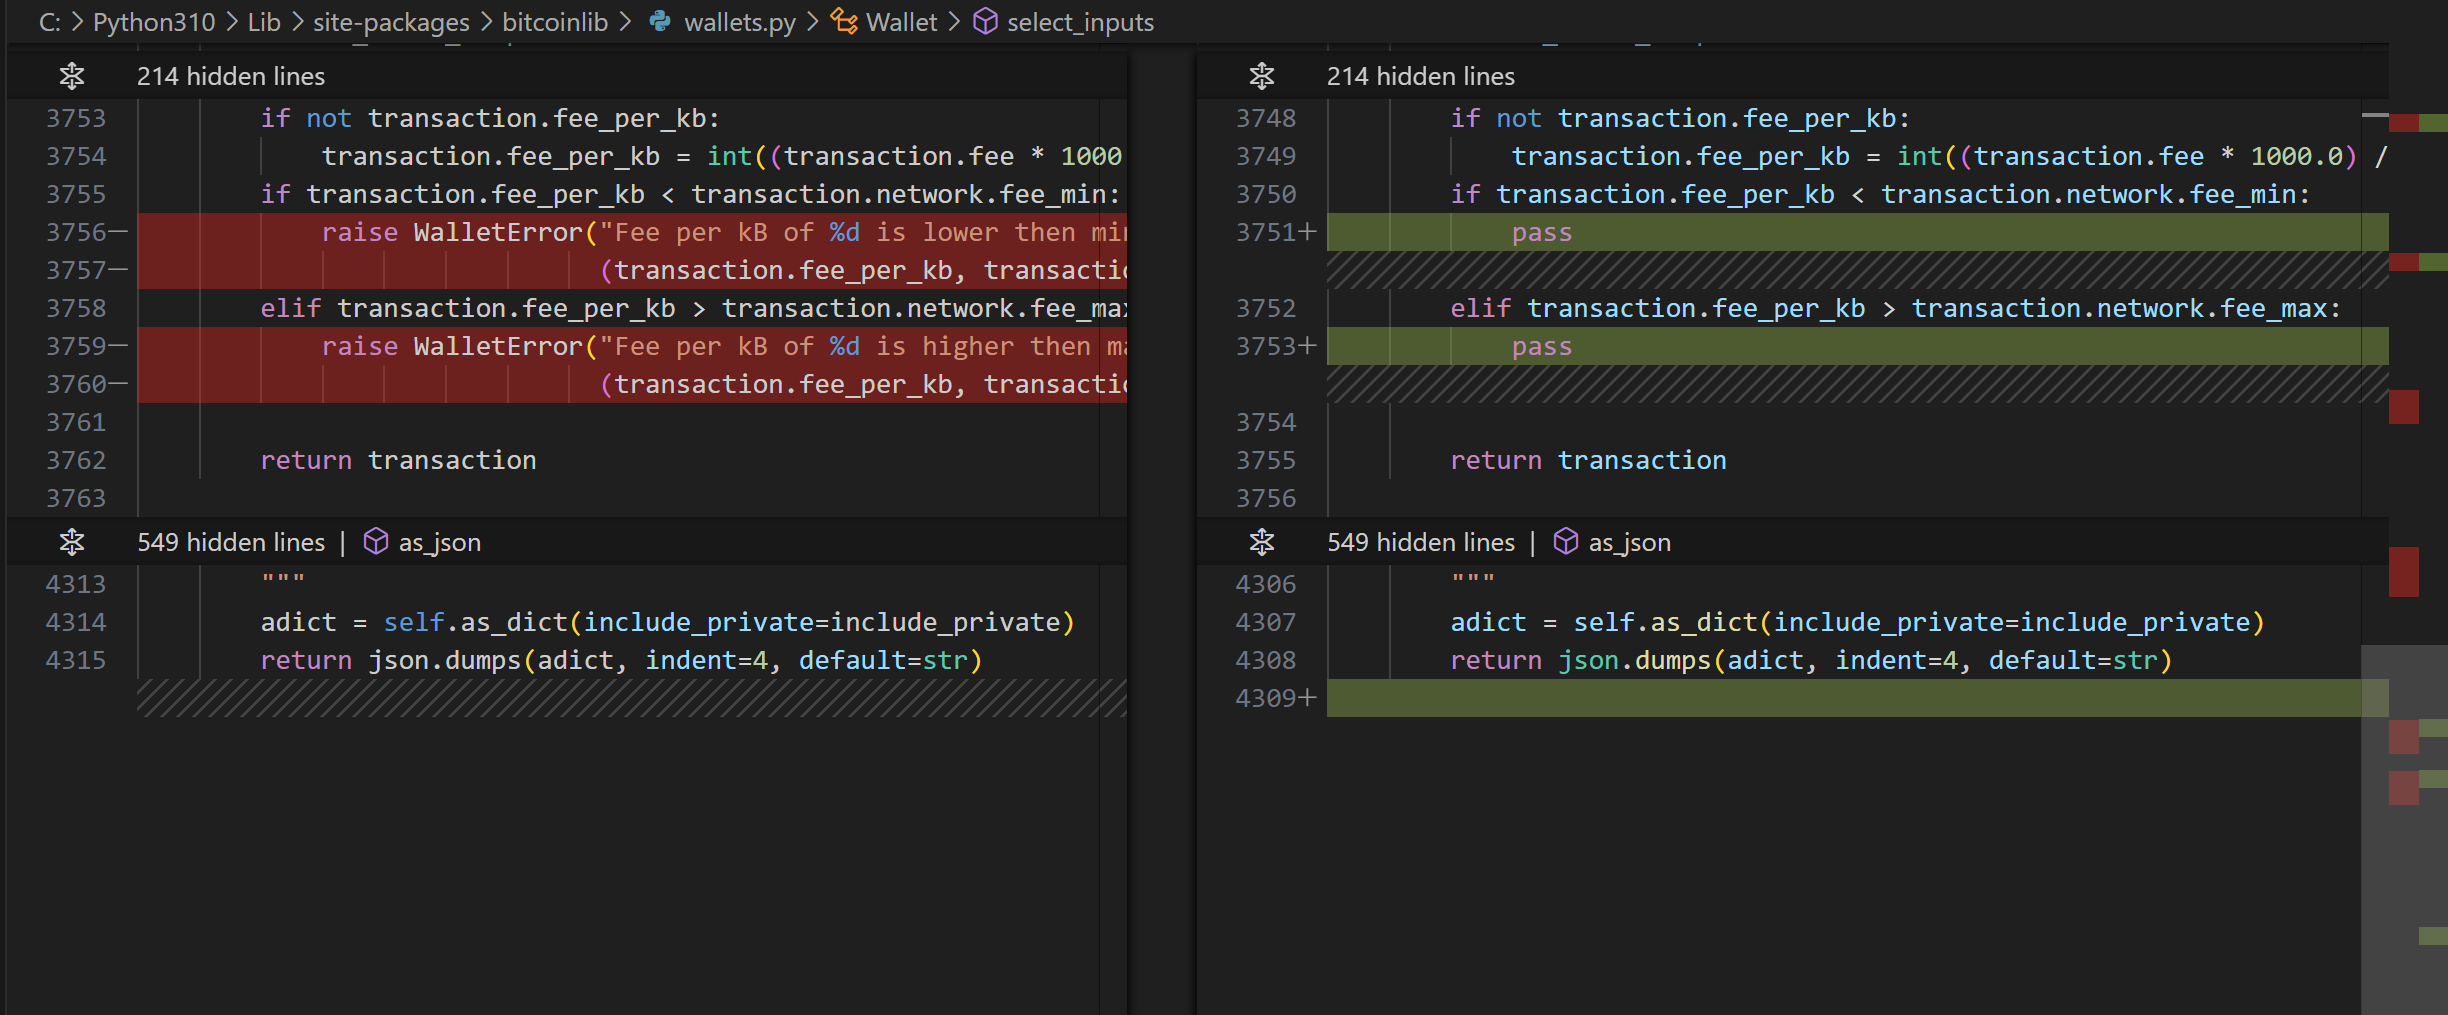 C: > Python310 > Lib > site-packages > bitcoinlib > wallets.py > Wallet > select_inputs
214 hidden lines
3753 if not transaction.fee_per_kb:
3754 transaction.fee_per_kb = int((transaction.fee * 1000
3755 if transaction.fee_per_kb < transaction.network.fee_min:
3756— raise WalletError("Fee per kB of %d is lower then min
3757— (transaction.fee_per_kb, transactio
3758 elif transaction.fee_per_kb > transaction.network.fee_max
3759— raise WalletError("Fee per kB of %d is higher then ma
3760— (transaction.fee_per_kb, transactio
3761
3762 return transaction
3763
549 hidden lines | as_json
4313 """
4314 adict = self.as_dict(include_private=include_private)
4315 return json.dumps(adict, indent=4, default=str)
214 hidden lines
3748 if not transaction.fee_per_kb:
3749 transaction.fee_per_kb = int((transaction.fee * 1000.0) /
3750 if transaction.fee_per_kb < transaction.network.fee_min:
3751+ pass
3752 elif transaction.fee_per_kb > transaction.network.fee_max:
3753+ pass
3754
3755 return transaction
3756
549 hidden lines | as_json
4306 """
4307 adict = self.as_dict(include_private=include_private)
4308 return json.dumps(adict, indent=4, default=str)
4309+